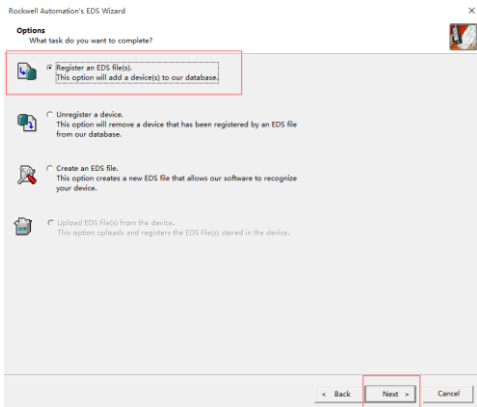 Rockwell Automation's EDS Wizard
Options
What task do you want to complete?
Register an EDS file(s).
This option will add a device(s) to our database.
Unregister a device.
This option will remove a device that has been registered by an EDS file
from our database.
Create an EDS file.
This option creates a new EDS file that allows our software to recognize
your device.
Upload EDS file(s) from the device.
This option uploads and registers the EDS file(s) stored in the device.
< Back
Next >
Cancel